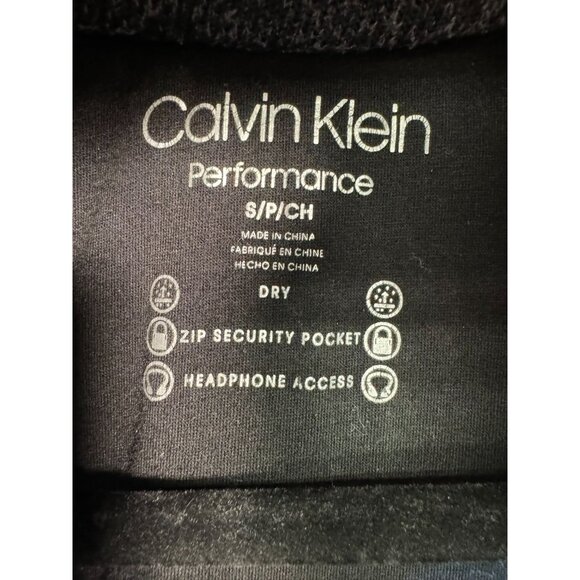 Calvin Klein
Performance
S/P/CH
MADE IN CHINA
FABRIQUÉ EN CHINE
HECHO EN CHINA
DRY
ZIP SECURITY POCKET
HEADPHONE ACCESS